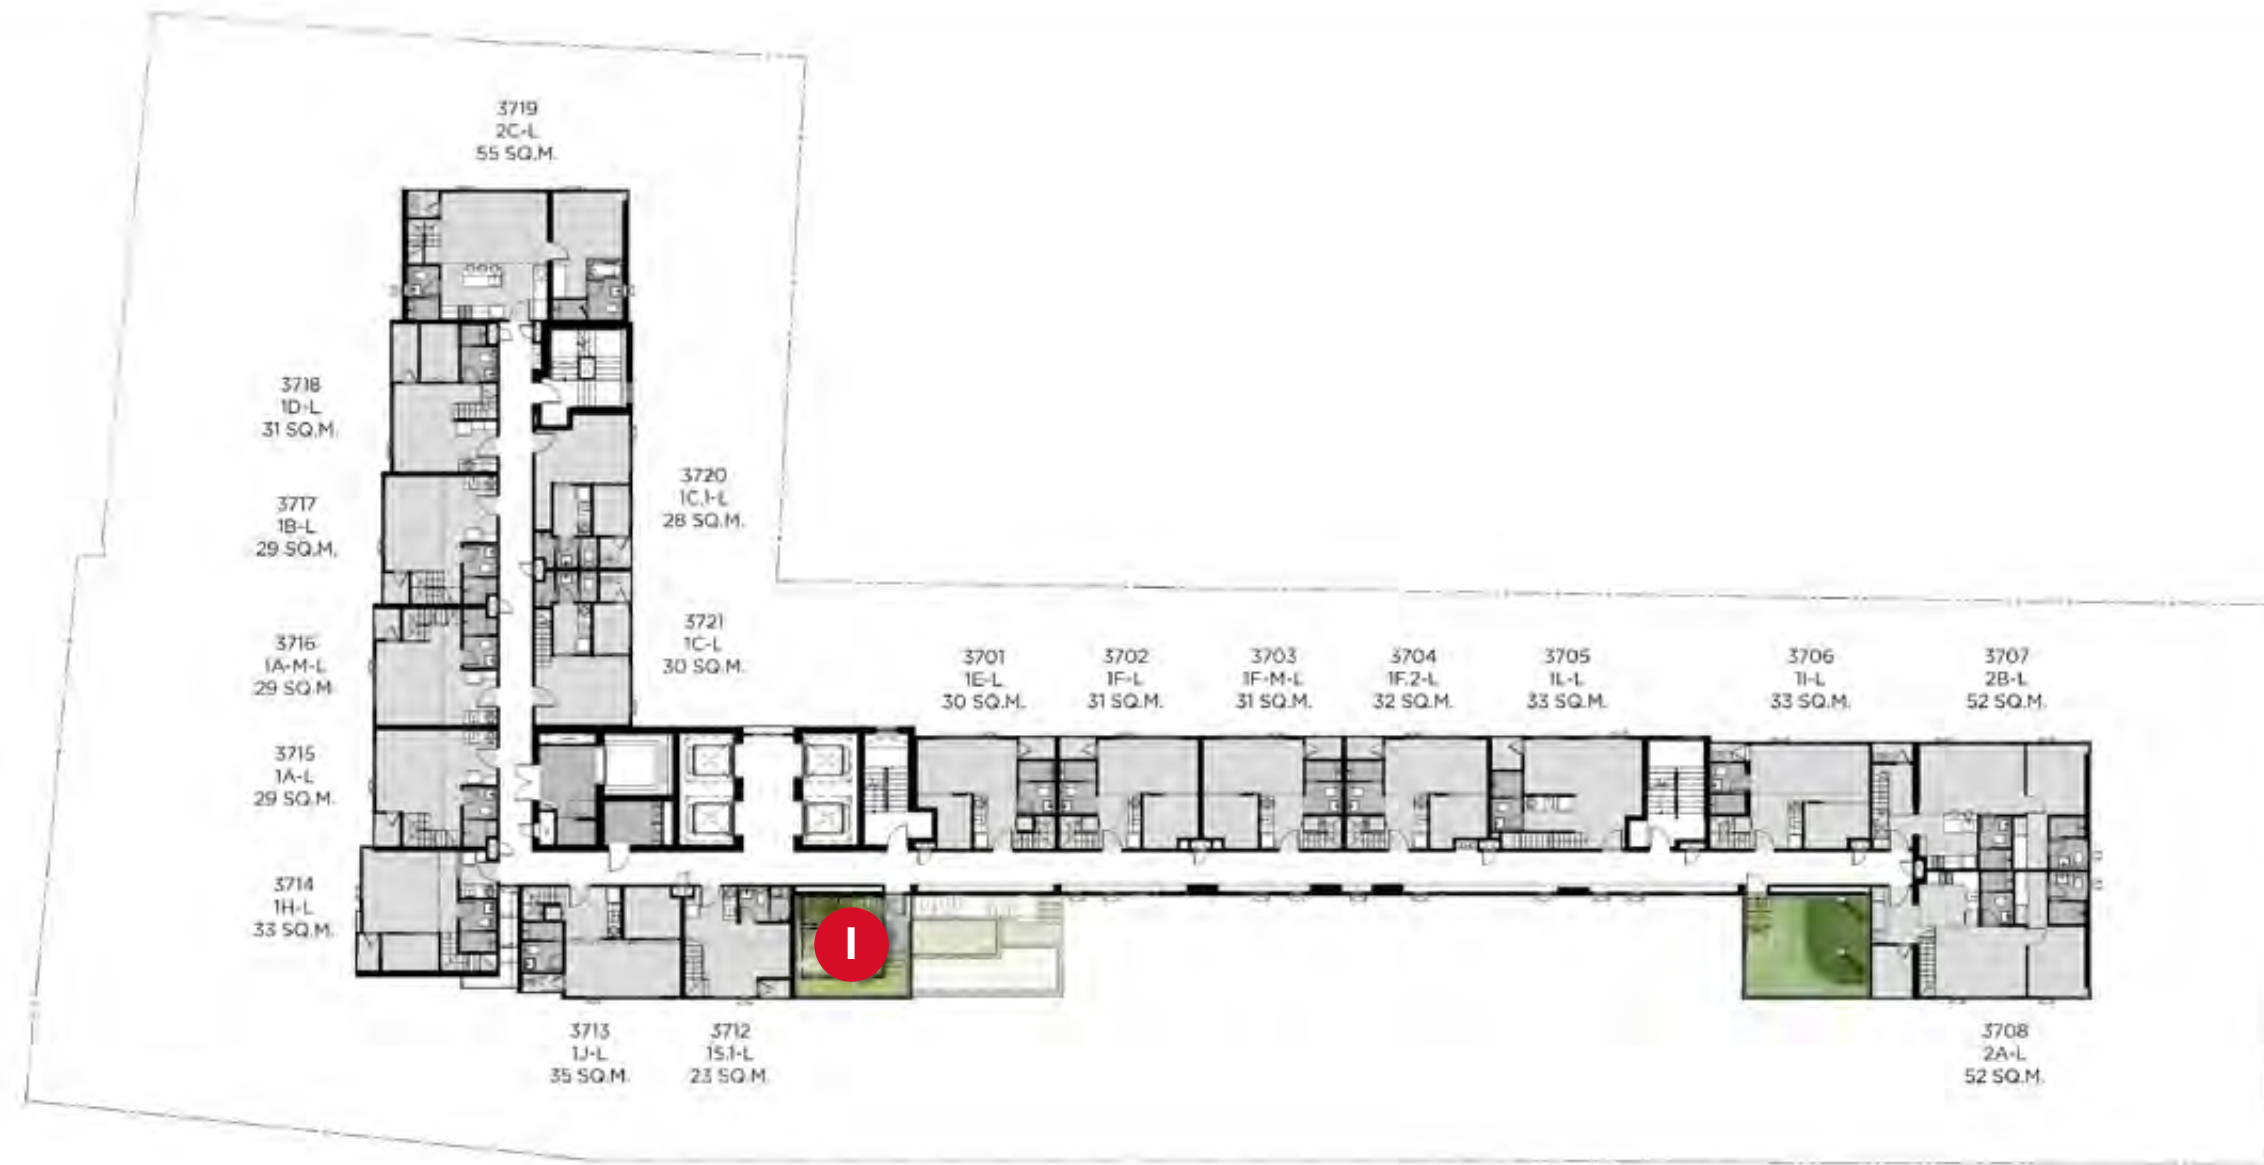 3719
2C-L
55 SQ.M.
3718
1D-L
31 SQ.M.
3717
1B-L
29 SQ.M.
3720
1C.1-L
28 SQ.M.
3716
1A-M-L
29 SQ.M
3721
1C-L
30 SQ.M.
3715
1A-L
29 SQ.M.
3714
1H-L
33 SQ.M.
3701
1E-L
30 SQ.M.
3702
1F-L
31 SQ.M.
3703
1F-M-L
31 SQ.M.
3704
1F.2-L
32 SQ.M.
3705
1L-L
33 SQ.M.
3706
1I-L
33 SQ.M.
3707
2B-L
52 SQ.M.
I
3713
1J-L
35 SQ.M.
3712
1S.1-L
23 SQ.M.
3708
2A-L
52 SQ.M.